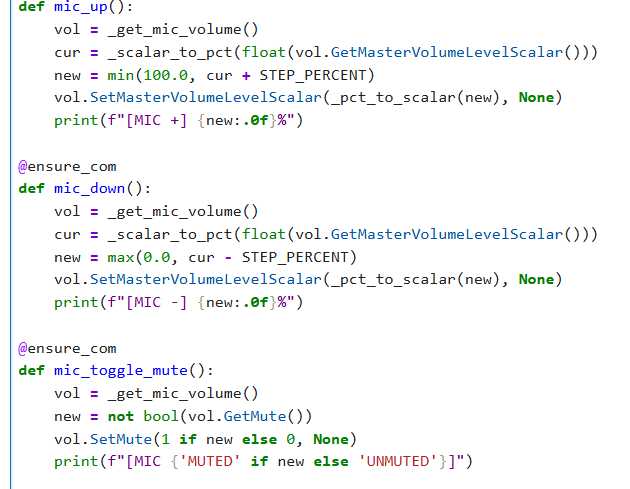 def mic_up():
    vol = _get_mic_volume()
    cur = _scalar_to_pct(float(vol.GetMasterVolumeLevelScalar()))
    new = min(100.0, cur + STEP_PERCENT)
    vol.SetMasterVolumeLevelScalar(_pct_to_scalar(new), None)
    print(f"[MIC +] {new:.0f}%")

@ensure_com
def mic_down():
    vol = _get_mic_volume()
    cur = _scalar_to_pct(float(vol.GetMasterVolumeLevelScalar()))
    new = max(0.0, cur - STEP_PERCENT)
    vol.SetMasterVolumeLevelScalar(_pct_to_scalar(new), None)
    print(f"[MIC -] {new:.0f}%")

@ensure_com
def mic_toggle_mute():
    vol = _get_mic_volume()
    new = not bool(vol.GetMute())
    vol.SetMute(1 if new else 0, None)
    print(f"[MIC {'MUTED' if new else 'UNMUTED'}]")